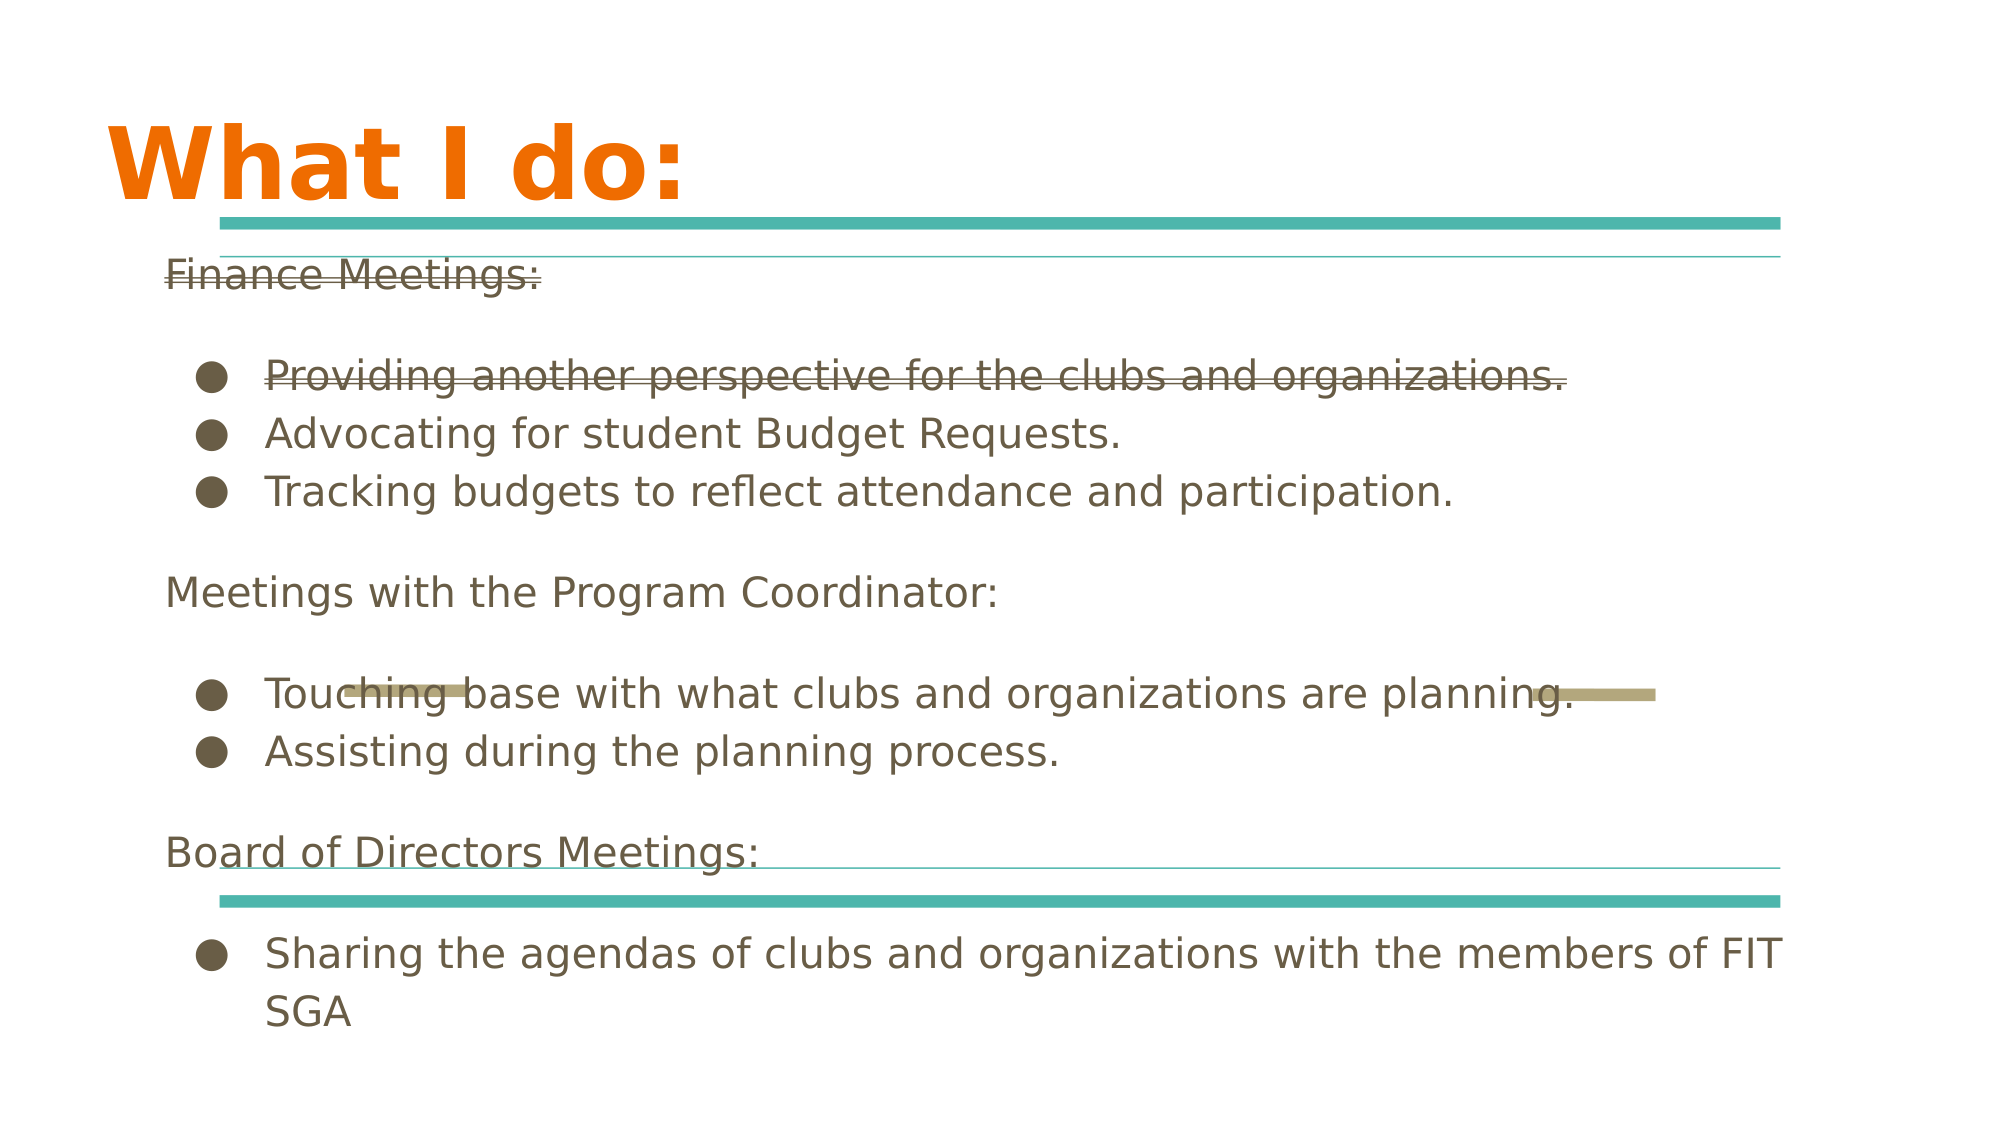 What I do:
Finance Meetings:
● Providing another perspective for the clubs and organizations.
● Advocating for student Budget Requests.
● Tracking budgets to reflect attendance and participation.
Meetings with the Program Coordinator:
● Touching base with what clubs and organizations are planning.
● Assisting during the planning process.
Board of Directors Meetings:
● Sharing the agendas of clubs and organizations with the members of FIT
SGA